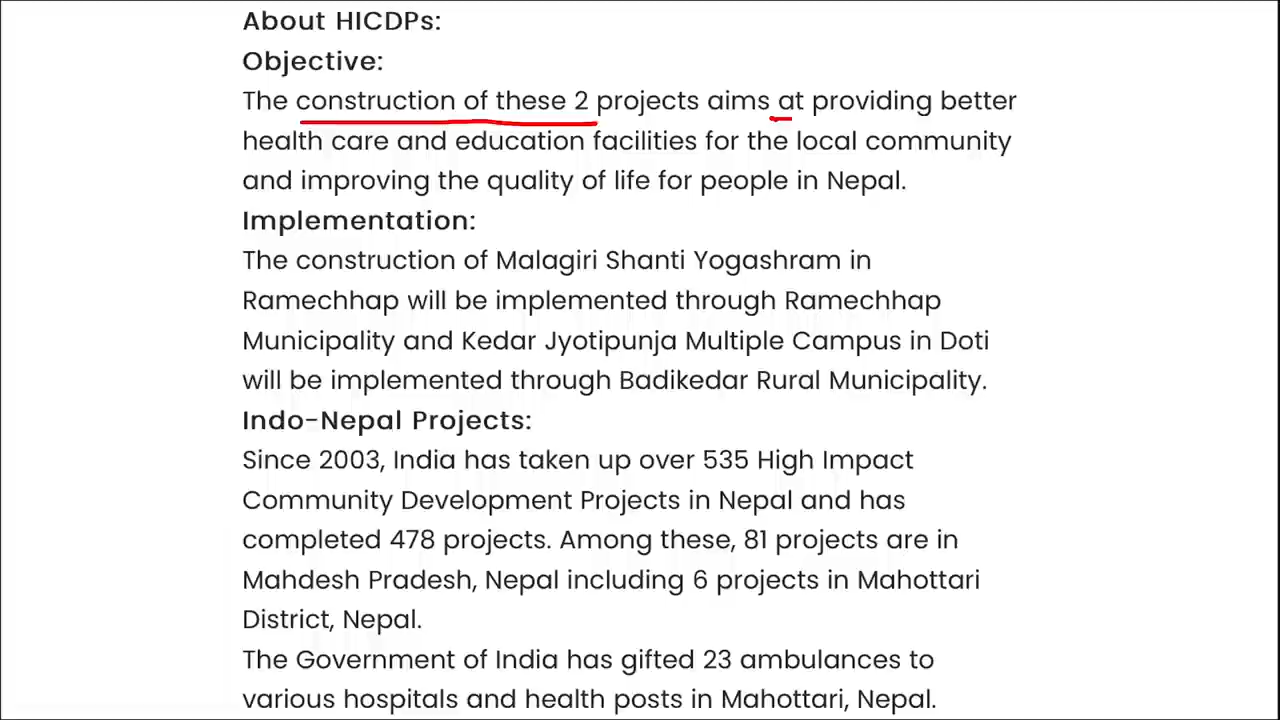 About HICDPs:
Objective:
The construction of these 2 projects aims at providing better
health care and education facilities for the local community
and improving the quality of life for people in Nepal.
Implementation:
The construction of Malagiri Shanti Yogashram in
Ramechhap will be implemented through Ramechhap
Municipality and Kedar Jyotipunja Multiple Campus in Doti
will be implemented through Badikedar Rural Municipality.
Indo-Nepal Projects:
Since 2003, India has taken up over 535 High Impact
Community Development Projects in Nepal and has
completed 478 projects. Among these, 81 projects are in
Mahdesh Pradesh, Nepal including 6 projects in Mahottari
District, Nepal.
The Government of India has gifted 23 ambulances to
various hospitals and health posts in Mahottari, Nepal.